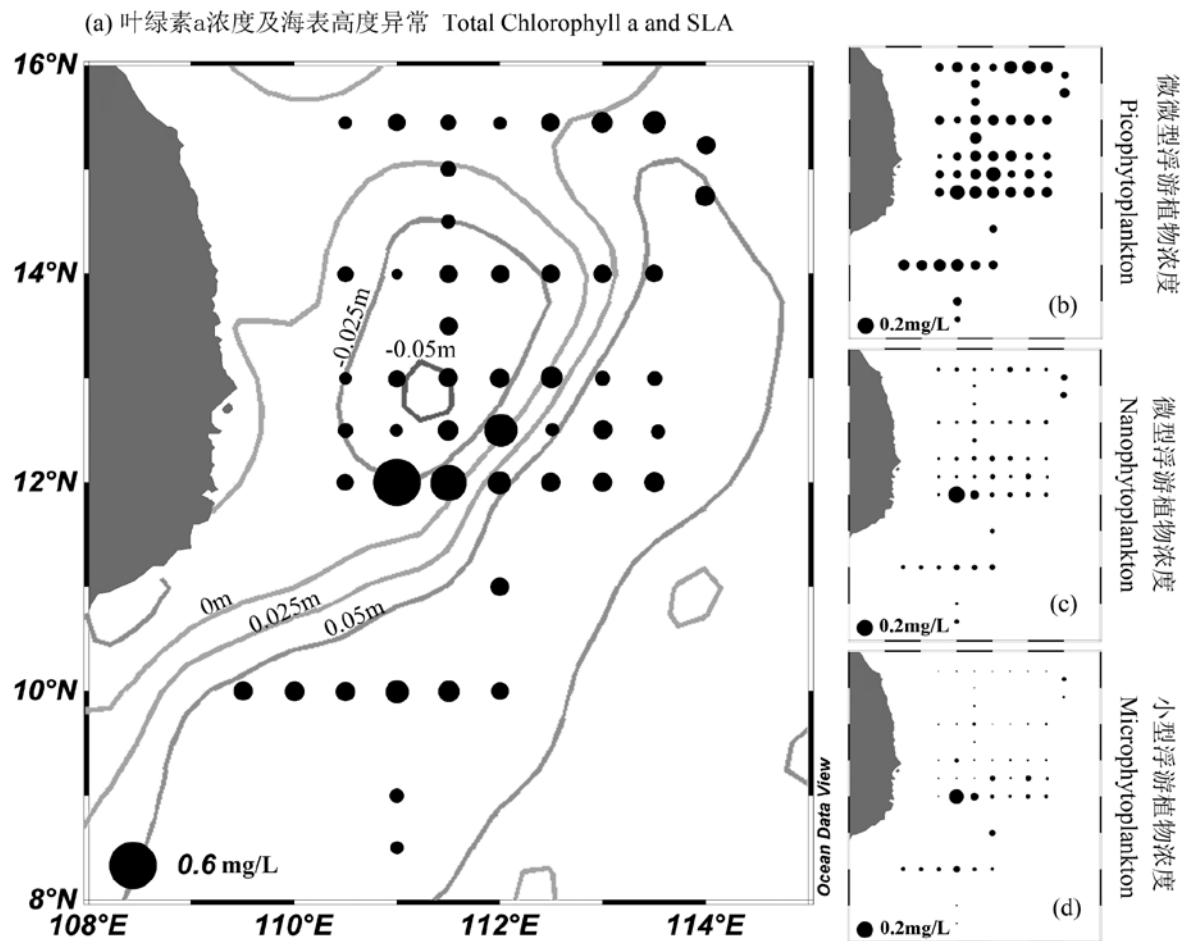 (a) 叶绿素a浓度及海表高度异常 Total Chlorophyll a and SLA
16°N
14°N
12°N
10°N
8°N
108°E
110°E
112°E
114°E
-0.025m
-0.05m
0m
0.025m
0.05m
0.6 mg/L
Ocean Data View
(b)
0.2mg/L
微微型浮游植物浓度
Picophytoplankton
(c)
0.2mg/L
微型浮游植物浓度
Nanophytoplankton
(d)
0.2mg/L
小型浮游植物浓度
Microphytoplankton